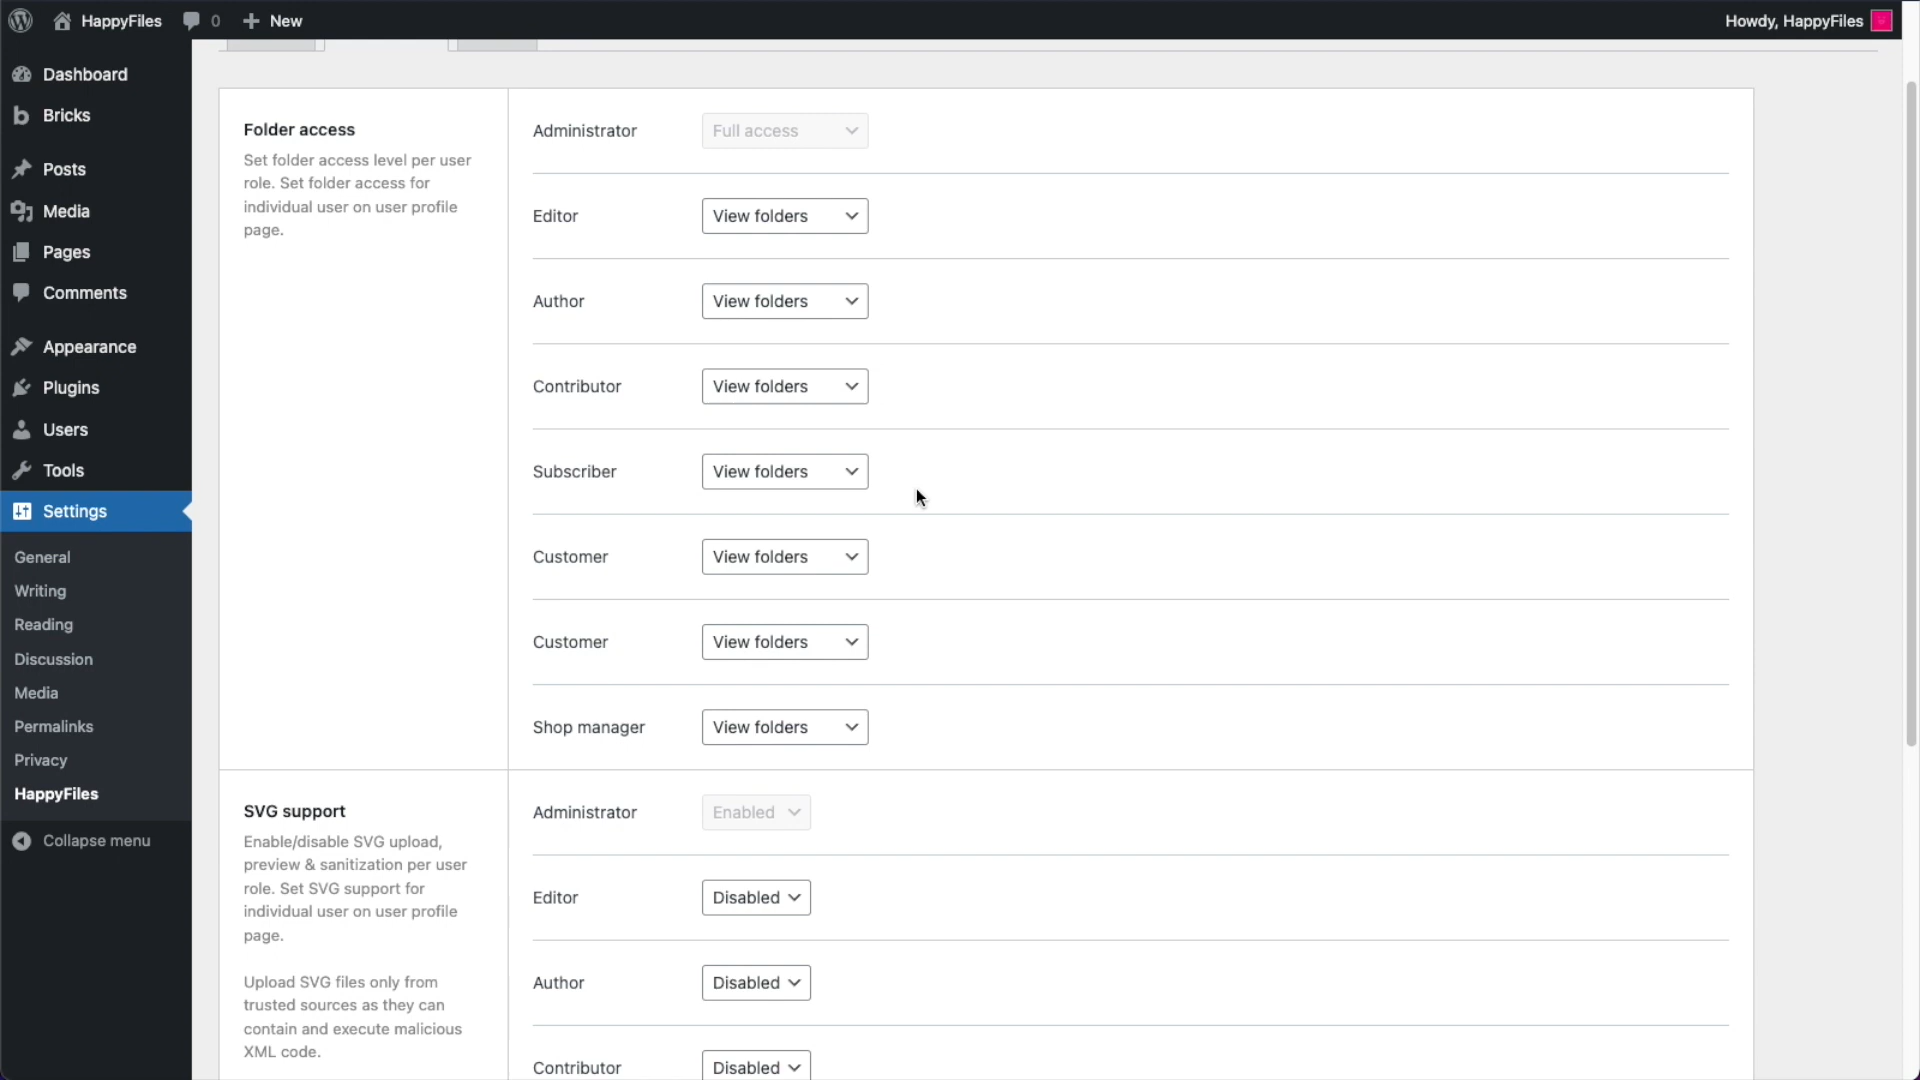 HappyFiles 0 New Howdy, HappyFiles
Dashboard
Bricks
Posts
Media
Pages
Comments
Appearance
Plugins
Users
Tools
Settings
General
Writing
Reading
Discussion
Media
Permalinks
Privacy
HappyFiles
Collapse menu
Folder access
Set folder access level per user
role. Set folder access for
individual user on user profile
page.
Administrator Full access
Editor View folders
Author View folders
Contributor View folders
Subscriber View folders
Customer View folders
Customer View folders
Shop manager View folders
SVG support
Enable/disable SVG upload,
preview & sanitization per user
role. Set SVG support for
individual user on user profile
page.
Upload SVG files only from
trusted sources as they can
contain and execute malicious
XML code.
Administrator Enabled
Editor Disabled
Author Disabled
Contributor Disabled